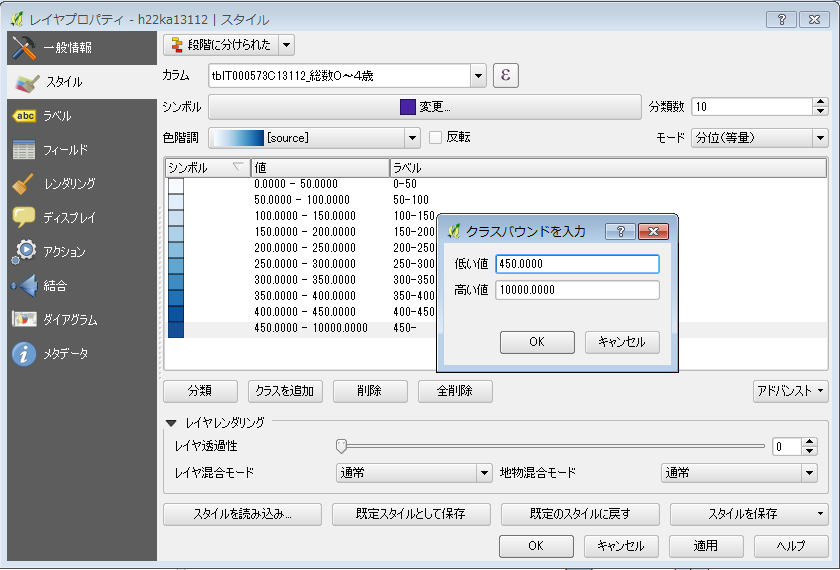 レイヤプロパティ - h22ka13112 | スタイル
一般情報
スタイル
abc ラベル
フィールド
レンダリング
ディスプレイ
アクション
結合
ダイアグラム
メタデータ
段階に分けられた
カラム tblT000573C13112_総数0～4歳 ε
シンボル 変更... 分類数 10
色階調 [source] 反転 モード 分位(等量)
シンボル 値 ラベル
0.0000 - 50.0000 0-50
50.0000 - 100.0000 50-100
100.0000 - 150.0000 100-150
150.0000 - 200.0000 150-200
200.0000 - 250.0000 200-250
250.0000 - 300.0000 250-300
300.0000 - 350.0000 300-350
350.0000 - 400.0000 350-400
400.0000 - 450.0000 400-450
450.0000 - 10000.0000 450-
クラスバウンドを入力 ?
低い値 450.0000
高い値 10000.0000
OK キャンセル
分類 クラスを追加 削除 全削除 アドバンスト
レイヤレンダリング
レイヤ透過性 0
レイヤ混合モード 通常 地物混合モード 通常
スタイルを読み込み... 既定スタイルとして保存 既定のスタイルに戻す スタイルを保存
OK キャンセル 適用 ヘルプ